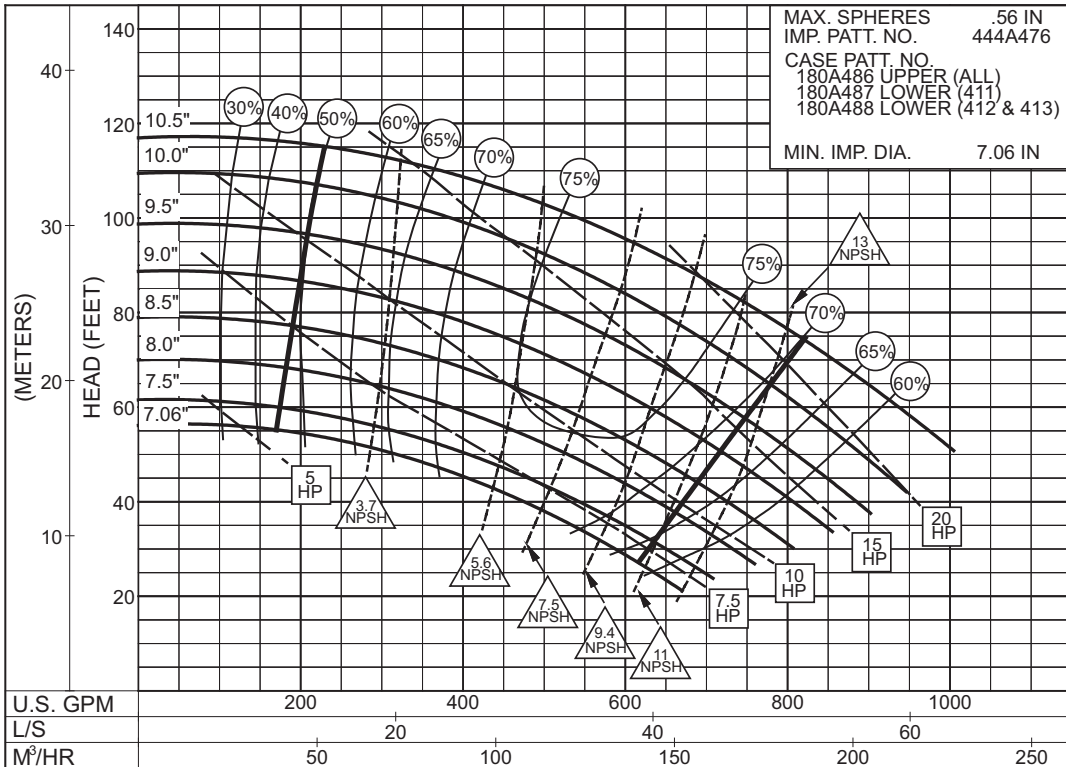 MAX. SPHERES .56 IN
IMP. PATT. NO. 444A476
CASE PATT. NO.
180A486 UPPER (ALL)
180A487 LOWER (411)
180A488 LOWER (412 & 413)
MIN. IMP. DIA. 7.06 IN
(METERS)
40
30
20
10
HEAD (FEET)
140
120
100
80
60
40
20
10.5"
10.0"
9.5"
9.0"
8.5"
8.0"
7.5"
7.06"
30%
40%
50%
60%
65%
70%
75%
75%
70%
65%
60%
13
NPSH
5
HP
3.7
NPSH
5.6
NPSH
7.5
NPSH
9.4
NPSH
11
NPSH
7.5
HP
10
HP
15
HP
20
HP
U.S. GPM 200 400 600 800 1000
L/S 20 40 60
M³/HR 50 100 150 200 250